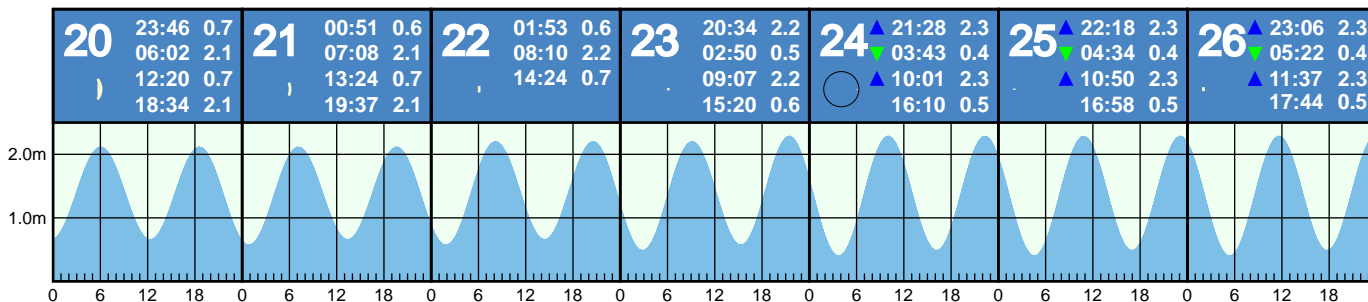 20 23:46 0.7
06:02 2.1
12:20 0.7
18:34 2.1
21 00:51 0.6
07:08 2.1
13:24 0.7
19:37 2.1
22 01:53 0.6
08:10 2.2
14:24 0.7
23 20:34 2.2
02:50 0.5
09:07 2.2
15:20 0.6
24 ▲ 21:28 2.3
▼ 03:43 0.4
▲ 10:01 2.3
16:10 0.5
25 ▲ 22:18 2.3
▼ 04:34 0.4
▲ 10:50 2.3
16:58 0.5
26 ▲ 23:06 2.3
▼ 05:22 0.4
▲ 11:37 2.3
17:44 0.5
2.0m
1.0m
0 6 12 18 0 6 12 18 0 6 12 18 0 6 12 18 0 6 12 18 0 6 12 18 0 6 12 18